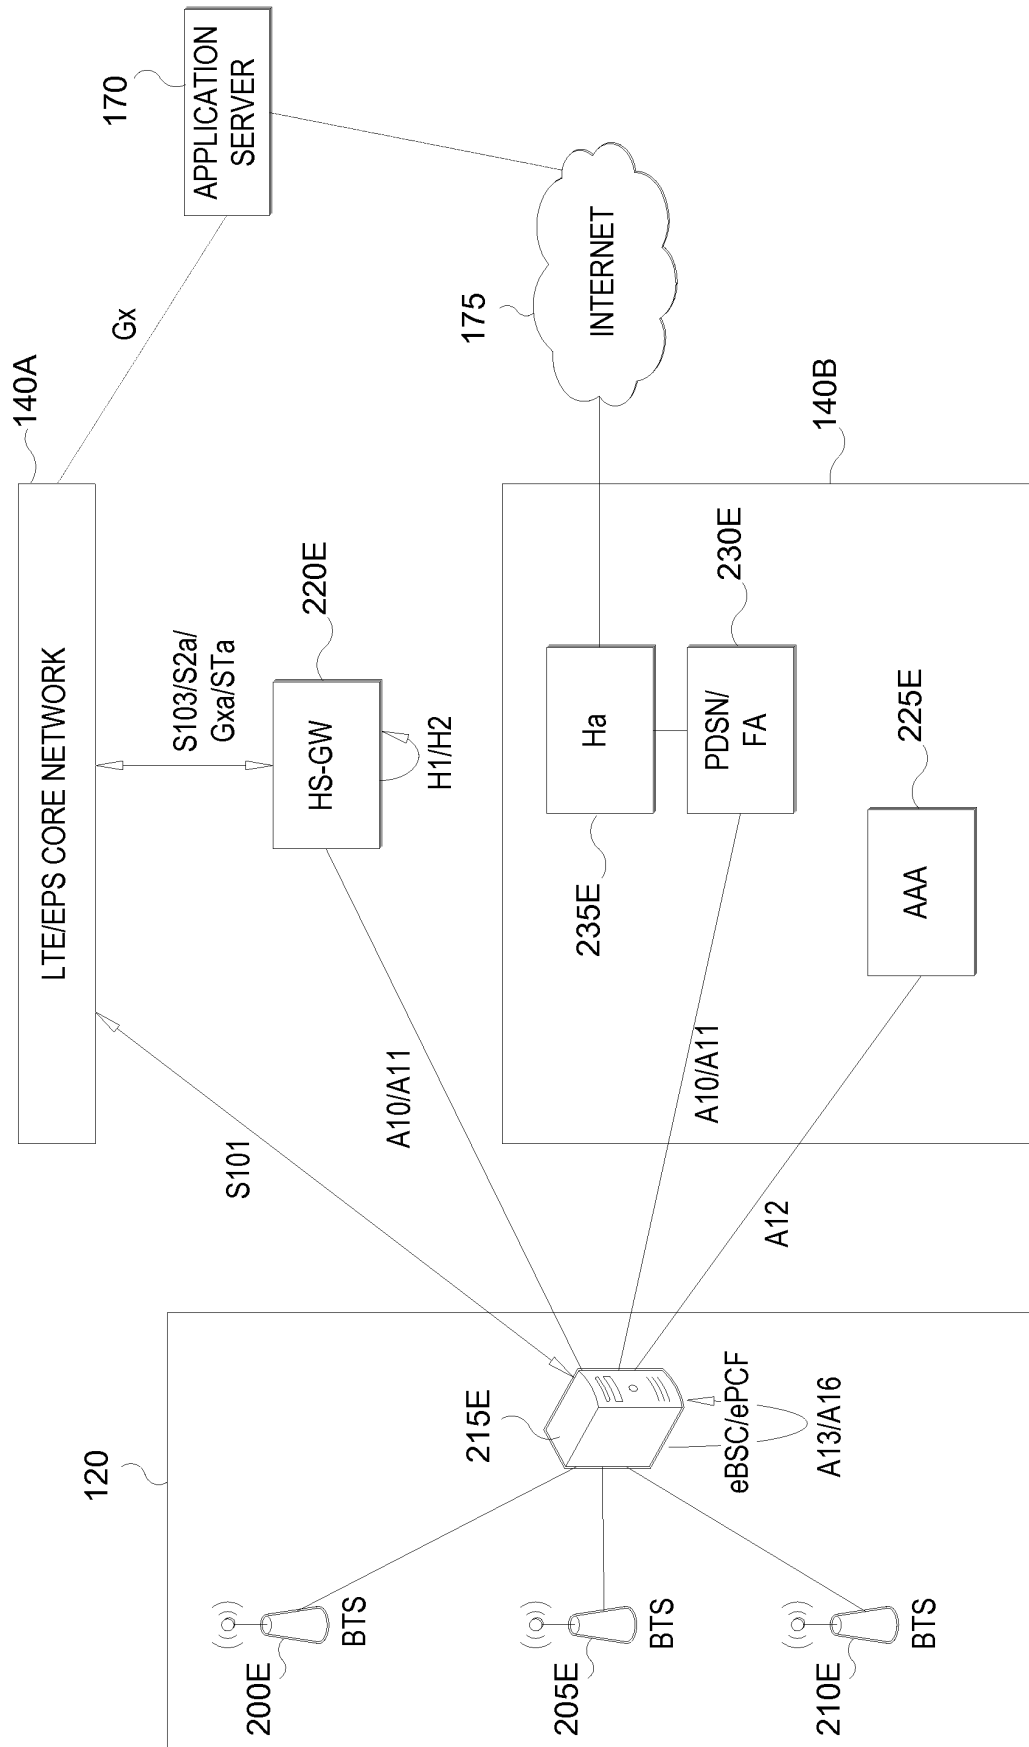 120
200E
BTS
205E
BTS
210E
BTS
215E
eBSC/ePCF
A13/A16
S101
A10/A11
A10/A11
A12
LTE/EPS CORE NETWORK
140A
S103/S2a/
Gxa/STa
HS-GW
220E
H1/H2
Ha
235E
PDSN/
FA
230E
AAA
225E
140B
Gx
170
APPLICATION
SERVER
175
INTERNET